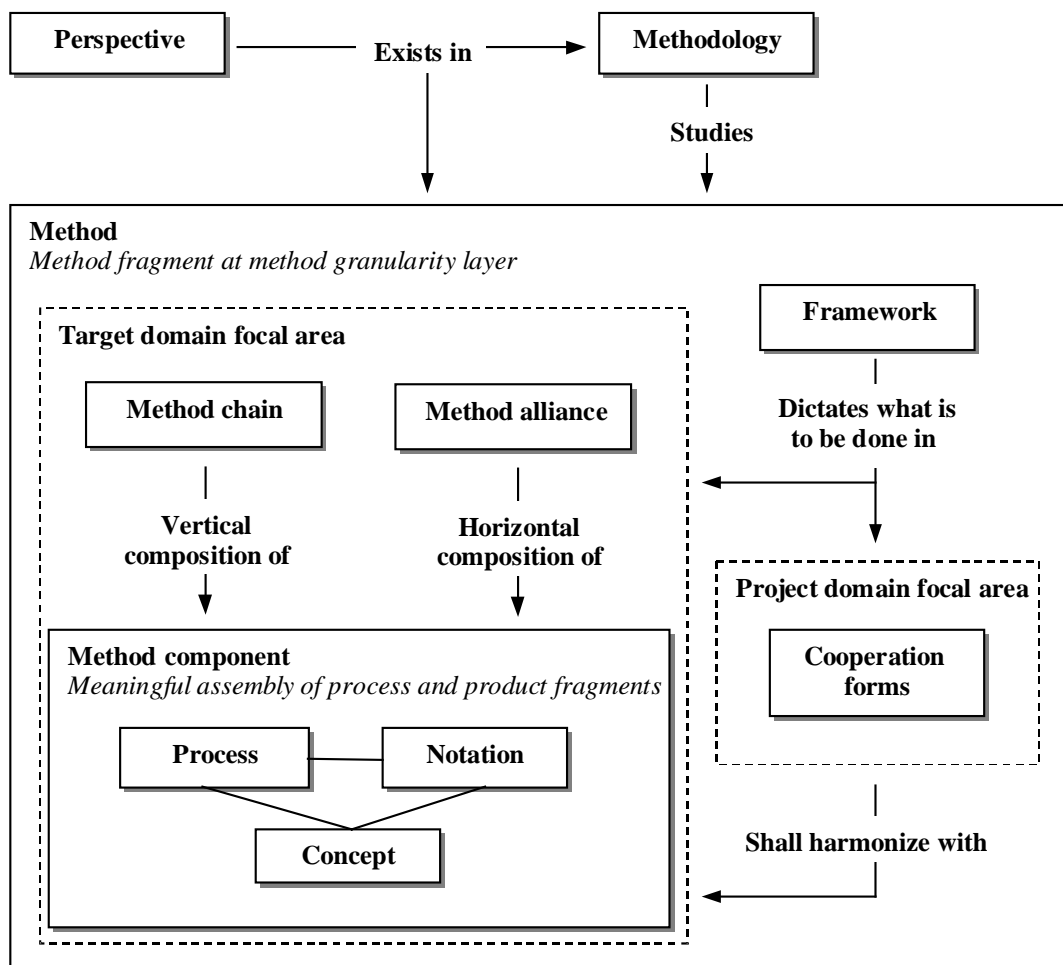 Perspective
Exists in
Methodology
Studies
Method
Method fragment at method granularity layer
Target domain focal area
Framework
Method chain
Method alliance
Dictates what is
to be done in
Vertical
composition of
Horizontal
composition of
Project domain focal area
Cooperation
forms
Method component
Meaningful assembly of process and product fragments
Process
Notation
Concept
Shall harmonize with